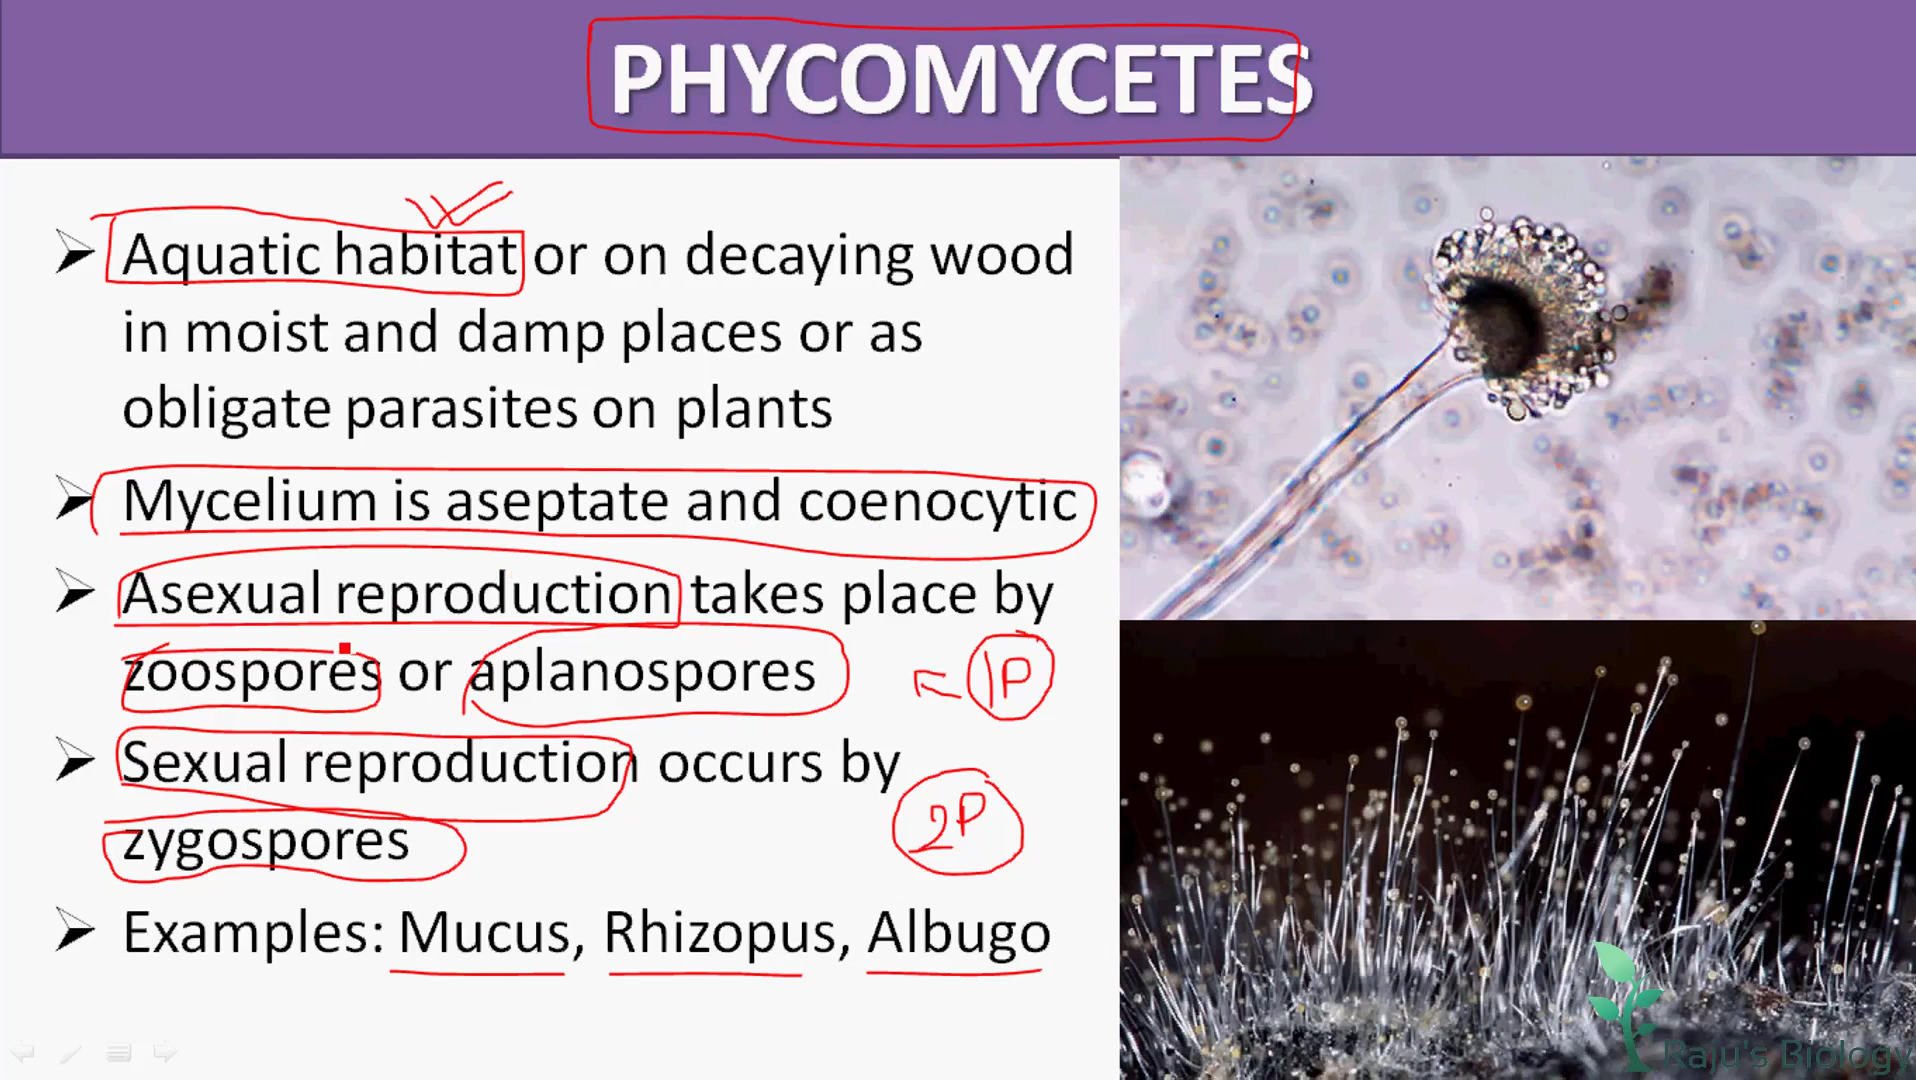 PHYCOMYCETES
➢ Aquatic habitat or on decaying wood
in moist and damp places or as
obligate parasites on plants
➢ Mycelium is aseptate and coenocytic
➢ Asexual reproduction takes place by
zoospores or aplanospores
1P
➢ Sexual reproduction occurs by
zygospores
2P
➢ Examples: Mucus, Rhizopus, Albugo
Raju's Biology